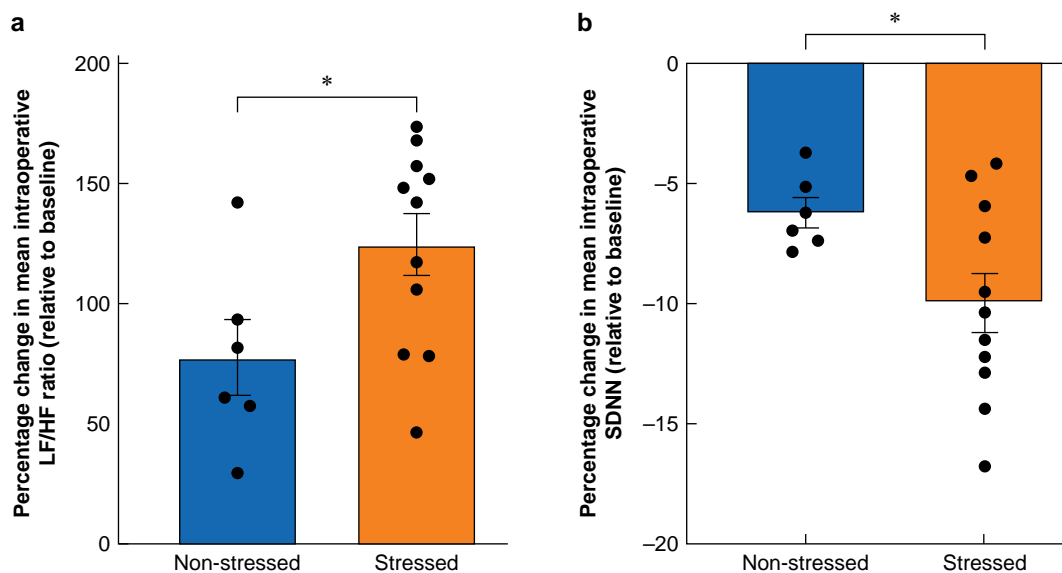 a
Percentage change in mean intraoperative
LF/HF ratio (relative to baseline)
200
150
100
50
0
*
Non-stressed
Stressed
b
Percentage change in mean intraoperative
SDNN (relative to baseline)
0
–5
–10
–15
–20
*
Non-stressed
Stressed